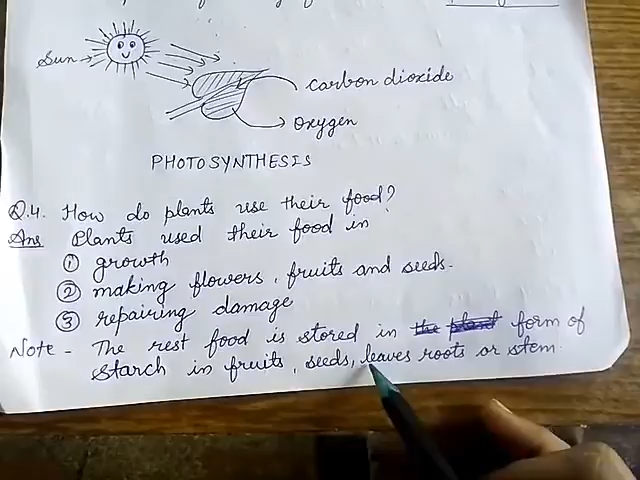 Sun
carbon dioxide
oxygen
PHOTOSYNTHESIS
Q.4. How do plants use their food?
Ans Plants used their food in
① growth
② making flowers, fruits and seeds.
③ repairing damage
Note - The rest food is stored in the plant form of
starch in fruits, seeds, leaves roots or stem.